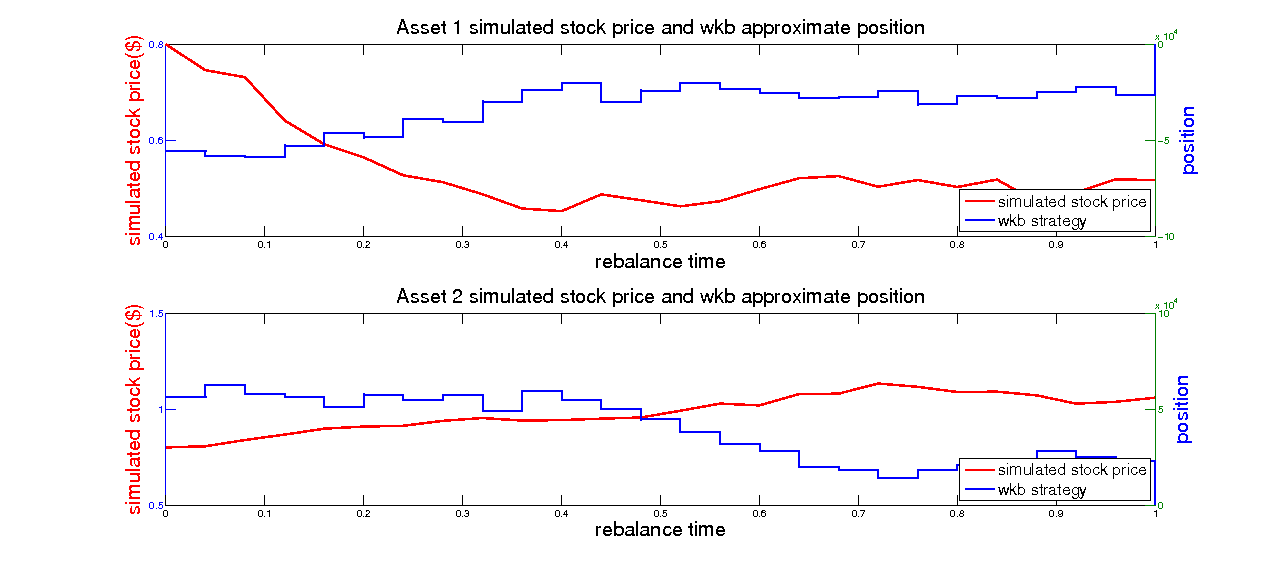 Asset 1 simulated stock price and wkb approximate position
x 10^4
simulated stock price($)
0.8
0.6
0.4
0
-5
-10
position
simulated stock price
wkb strategy
0 0.1 0.2 0.3 0.4 0.5 0.6 0.7 0.8 0.9 1
rebalance time
Asset 2 simulated stock price and wkb approximate position
x 10^4
simulated stock price($)
1.5
1
0.5
10
5
0
position
simulated stock price
wkb strategy
0 0.1 0.2 0.3 0.4 0.5 0.6 0.7 0.8 0.9 1
rebalance time